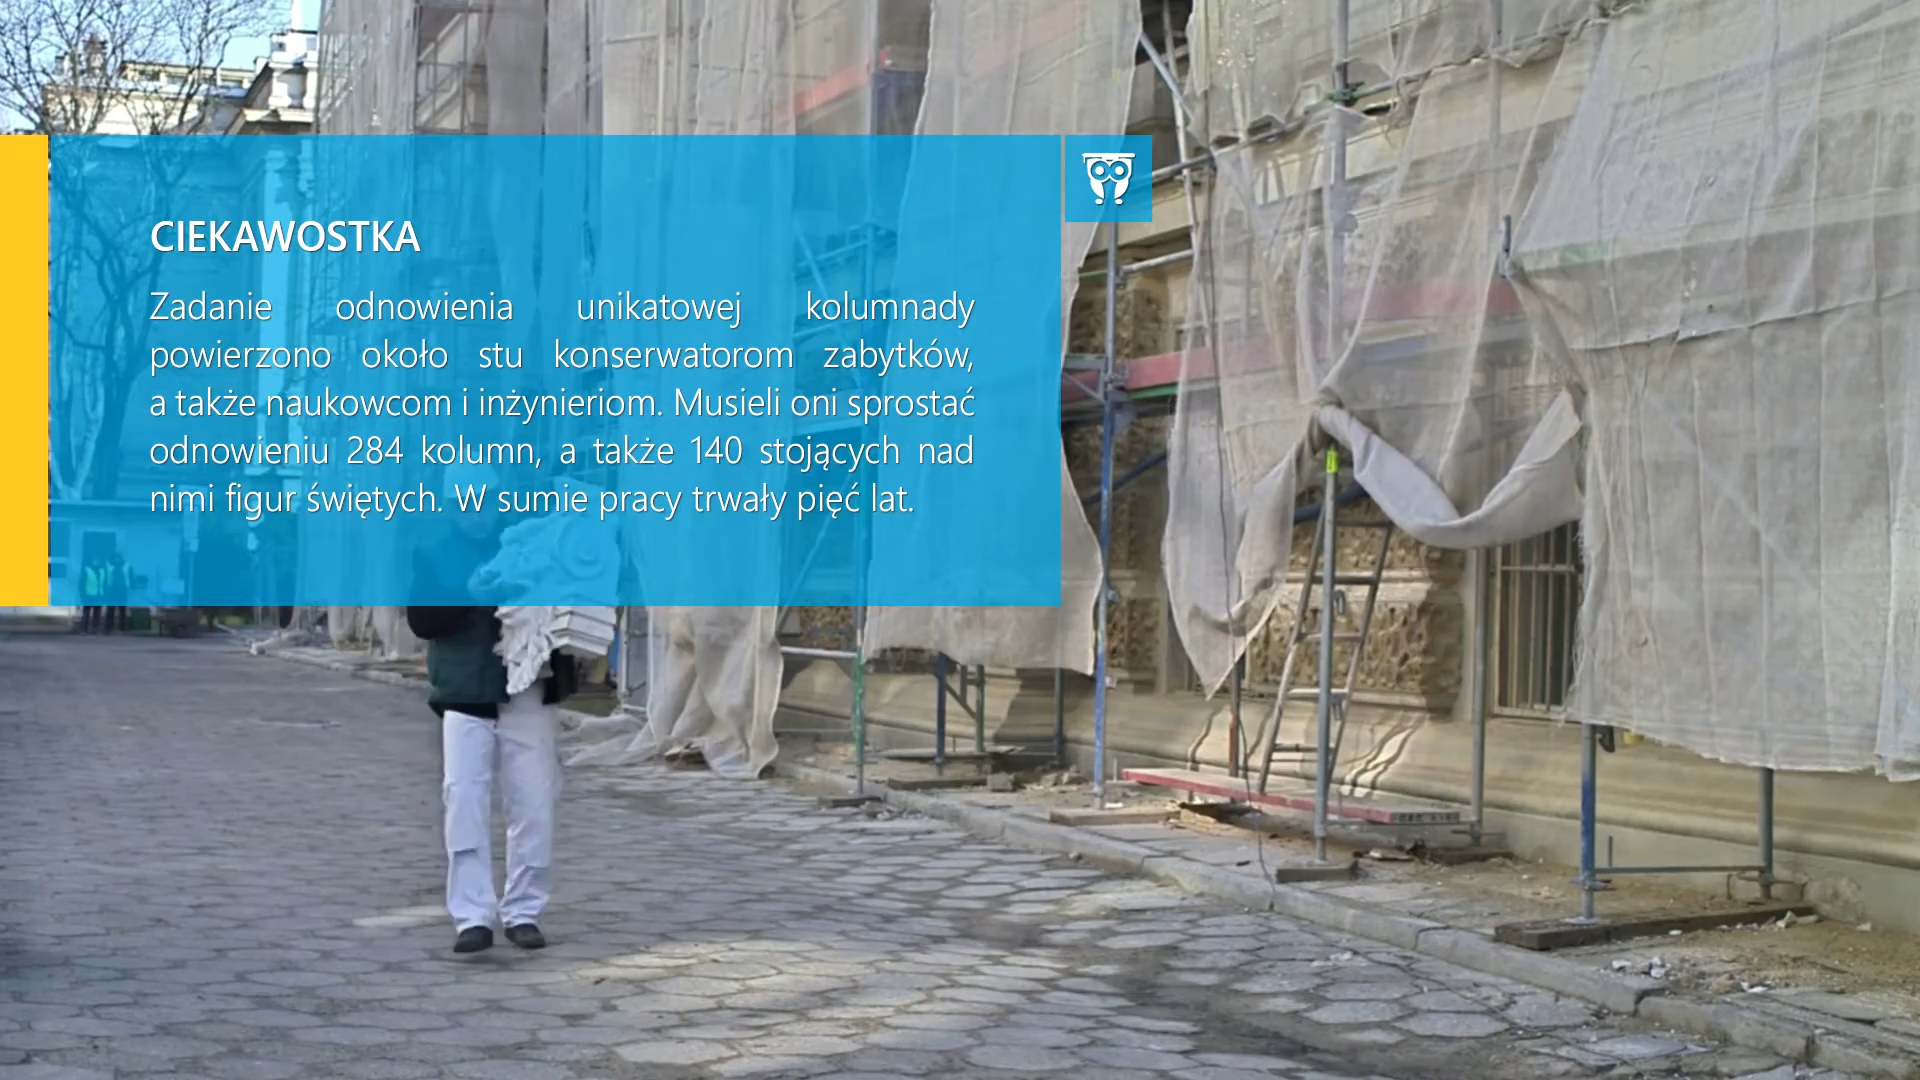 CIEKAWOSTKA
Zadanie odnowienia unikatowej kolumnady
powierzono około stu konserwatorom zabytków,
a także naukowcom i inżynieriom. Musieli oni sprostać
odnowieniu 284 kolumn, a także 140 stojących nad
nimi figur świętych. W sumie pracy trwały pięć lat.